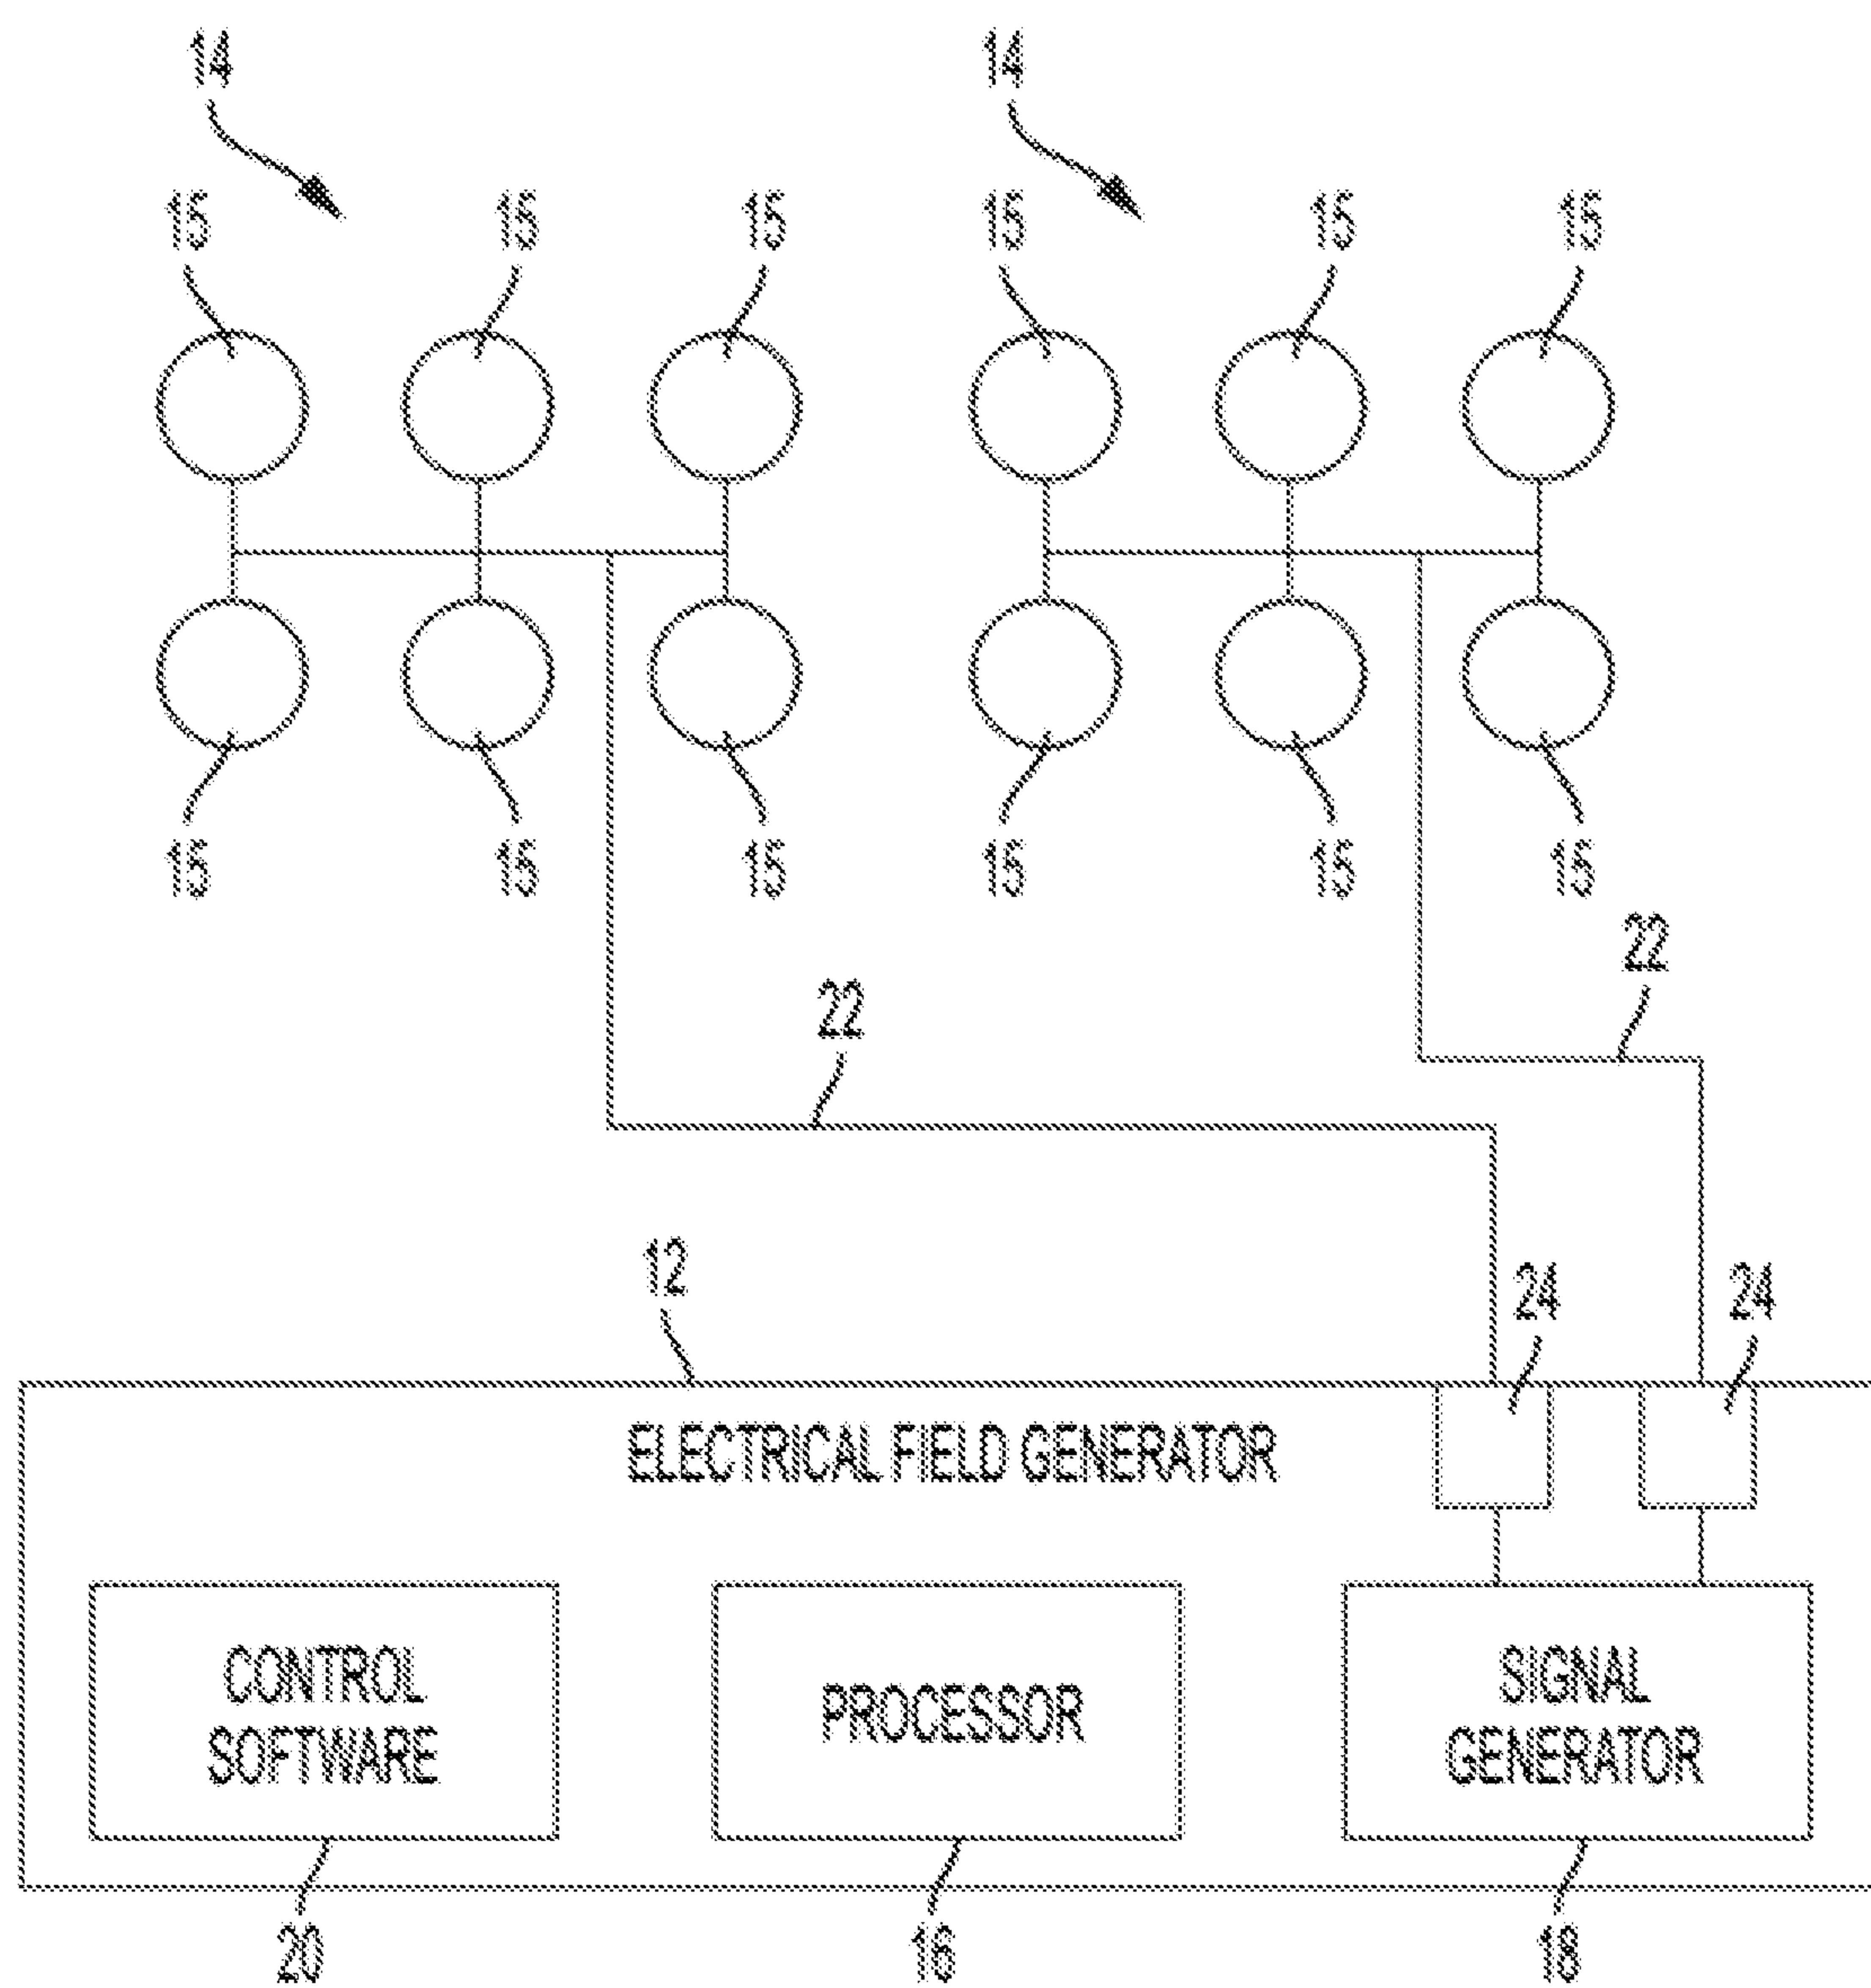 14 14
15 15 15 15 15 15
15 15 15 15 15 15
22
22
12
24 24
ELECTRICAL FIELD GENERATOR
CONTROL
SOFTWARE
PROCESSOR
SIGNAL
GENERATOR
20 16 18